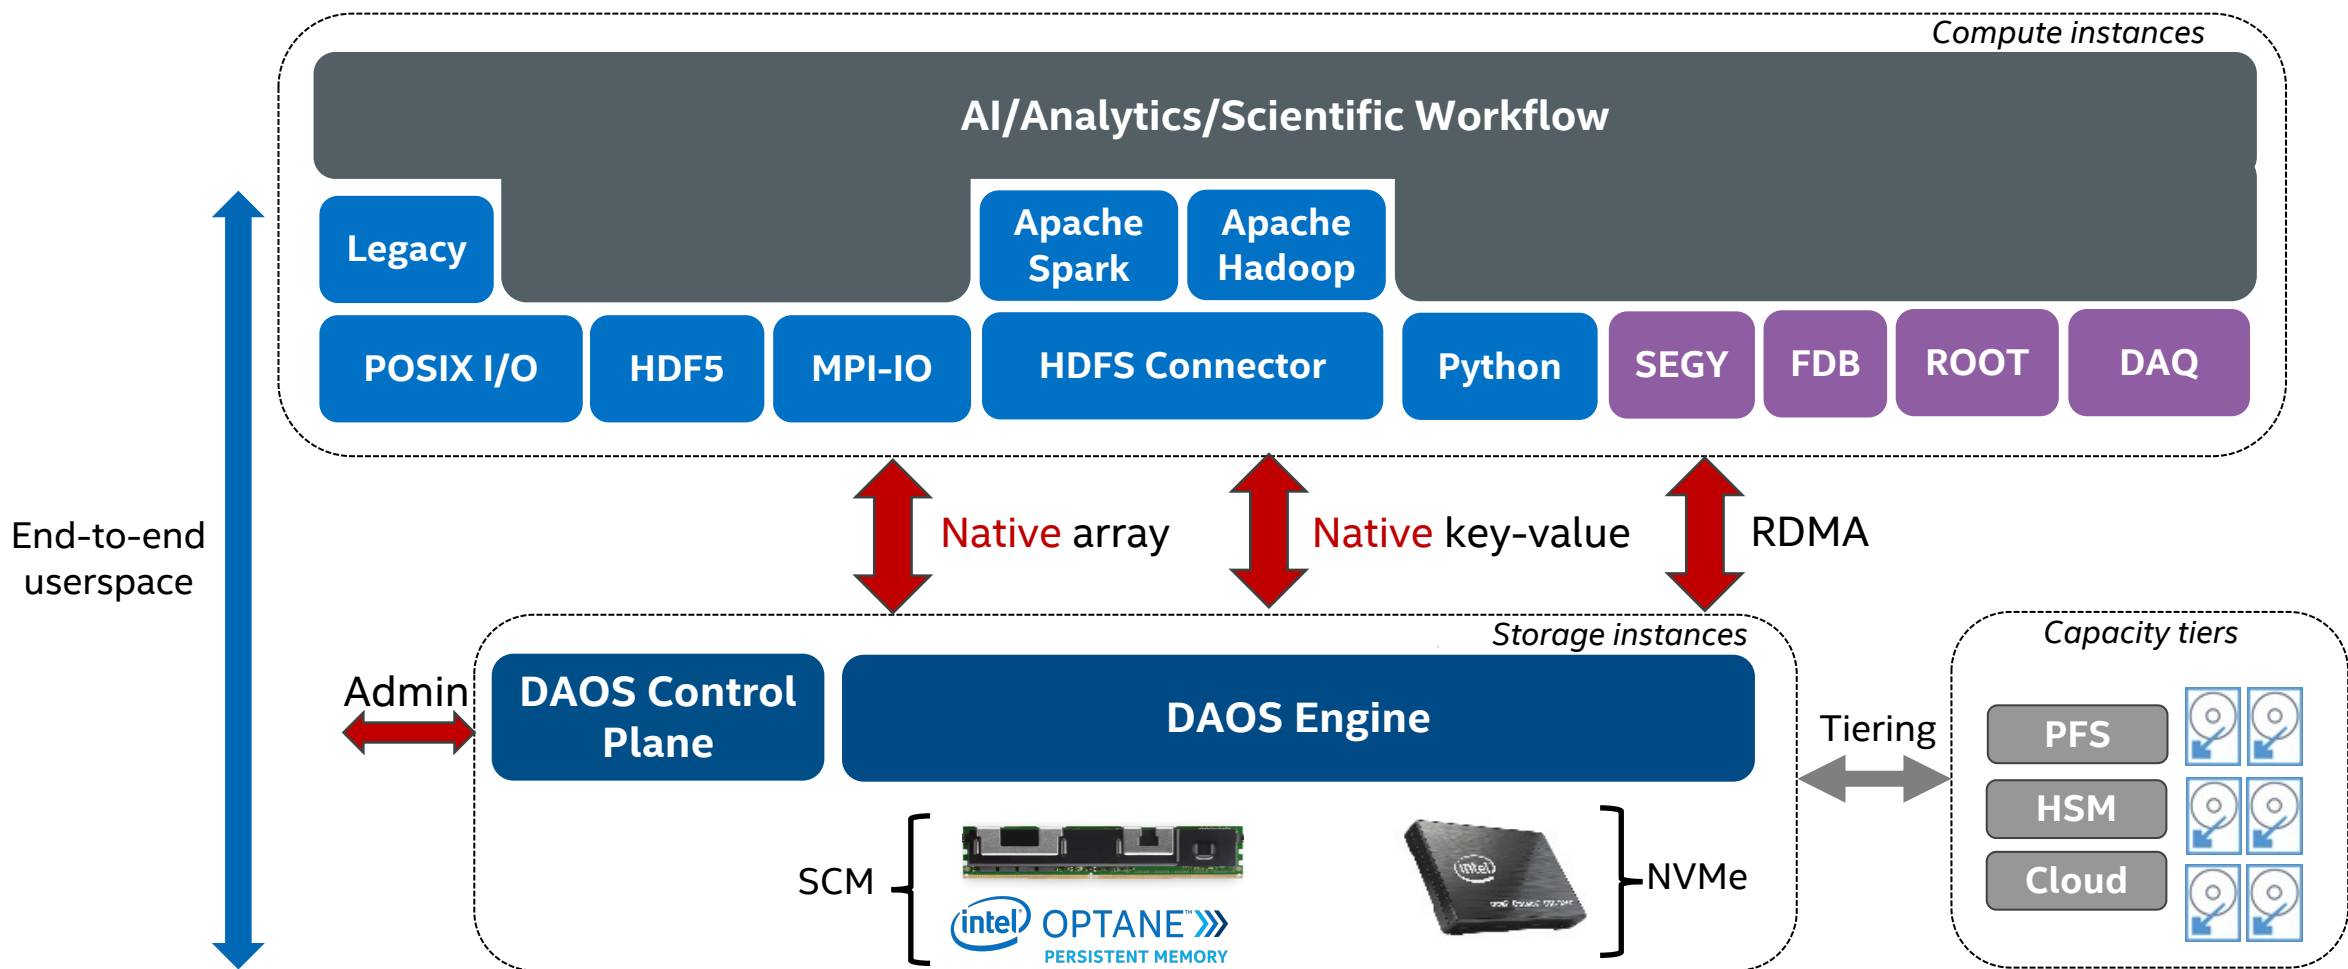 Compute instances
AI/Analytics/Scientific Workflow
Legacy
Apache
Spark
Apache
Hadoop
POSIX I/O
HDF5
MPI-IO
HDFS Connector
Python
SEGY
FDB
ROOT
DAQ
End-to-end
userspace
Native array
Native key-value
RDMA
Storage instances
Capacity tiers
Admin
DAOS Control
Plane
DAOS Engine
Tiering
PFS
HSM
Cloud
SCM
intel
OPTANE™
PERSISTENT MEMORY
intel
NVMe